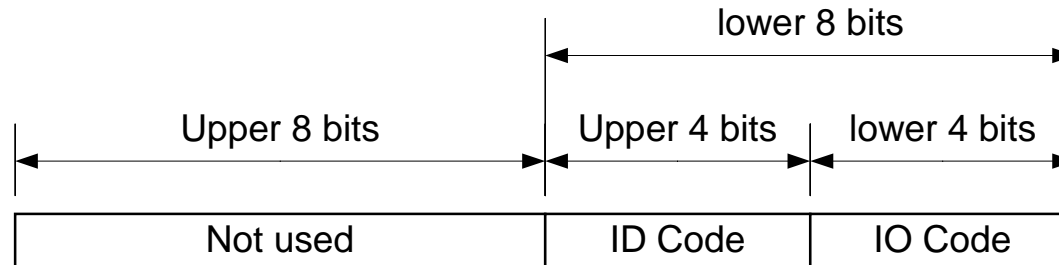 lower 8 bits
Upper 8 bits Upper 4 bits lower 4 bits
Not used ID Code IO Code